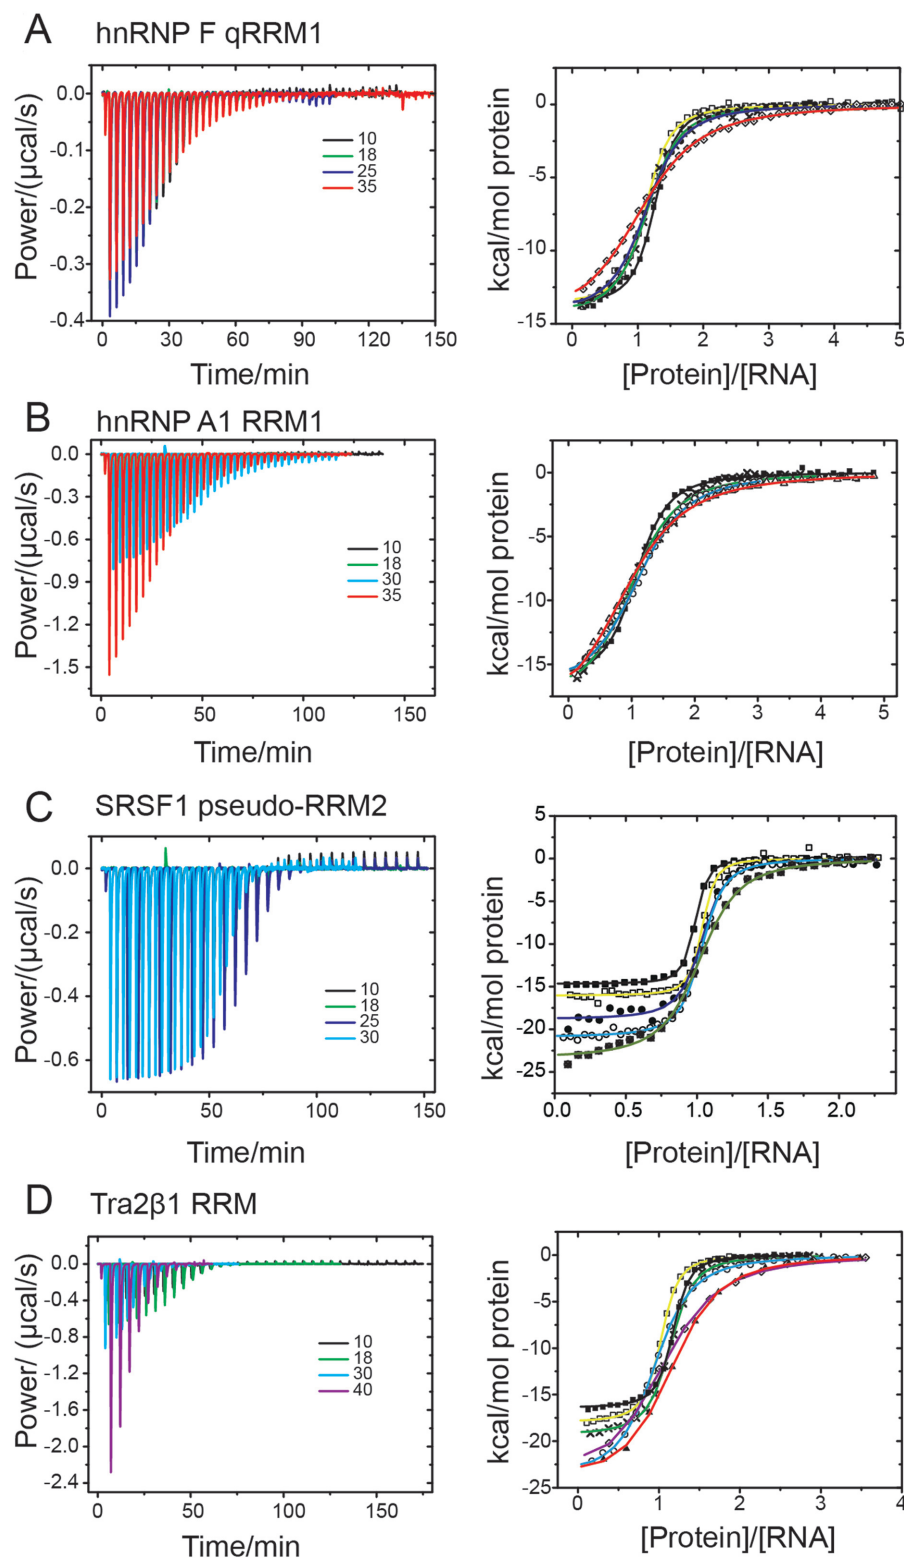 A hnRNP F qRRM1
Power/(µcal/s)
0.0
-0.1
-0.2
-0.3
-0.4
10
18
25
35
0 30 60 90 120 150
Time/min
kcal/mol protein
0
-5
-10
-15
0 1 2 3 4 5
[Protein]/[RNA]
B hnRNP A1 RRM1
Power/(µcal/s)
0.0
-0.3
-0.6
-0.9
-1.2
-1.5
10
18
30
35
0 50 100 150
Time/min
kcal/mol protein
0
-5
-10
-15
0 1 2 3 4 5
[Protein]/[RNA]
C SRSF1 pseudo-RRM2
Power/(µcal/s)
0.0
-0.2
-0.4
-0.6
10
18
25
30
0 50 100 150
Time/min
kcal/mol protein
5
0
-5
-10
-15
-20
-25
0.0 0.5 1.0 1.5 2.0
[Protein]/[RNA]
D Tra2β1 RRM
Power/ (µcal/s)
0.0
-0.4
-0.8
-1.2
-1.6
-2.0
-2.4
10
18
30
40
0 50 100 150
Time/min
kcal/mol protein
0
-5
-10
-15
-20
-25
0 1 2 3 4
[Protein]/[RNA]